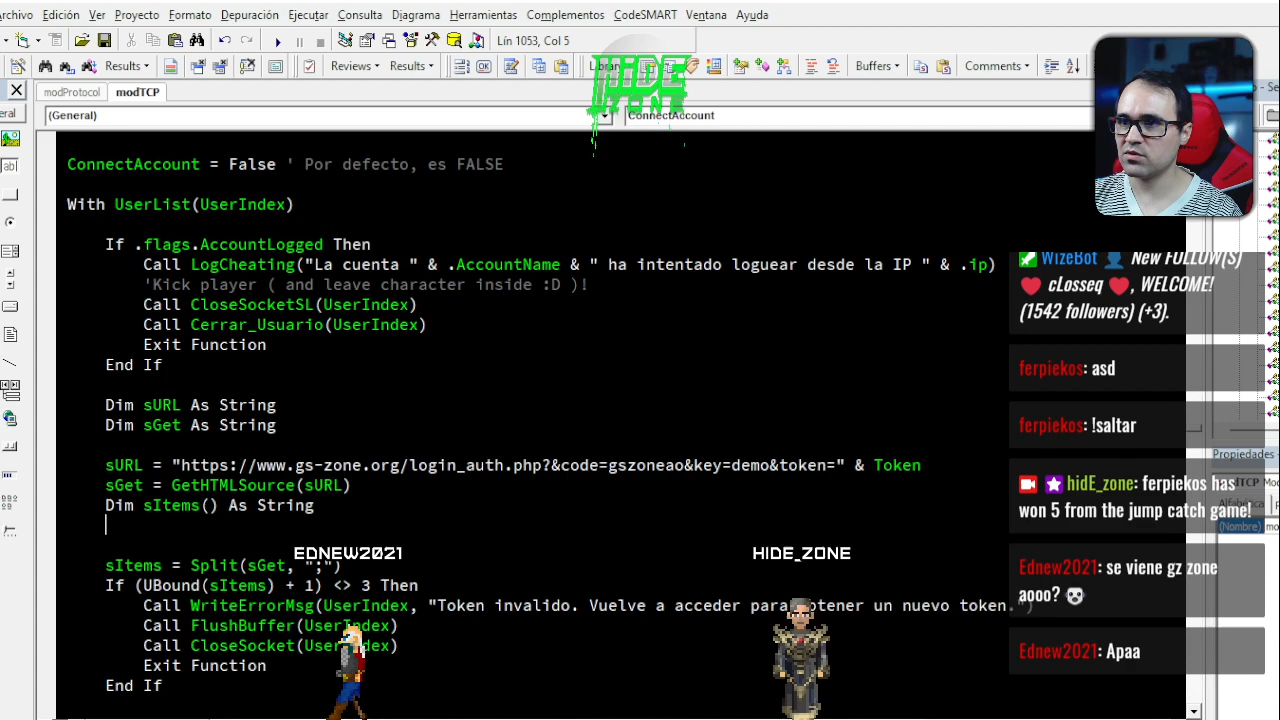 rchivo Edición Ver Proyecto Formato Depuración Ejecutar Consulta Diagrama Herramientas Complementos CodeSMART Ventana Ayuda
Lín 1053, Col 5
Results Reviews Results Library Buffers Comments
modProtocol modTCP
eral (General) ConnectAccount
HIDE
ZONE
ConnectAccount = False ' Por defecto, es FALSE
With UserList(UserIndex)
If .flags.AccountLogged Then
Call LogCheating("La cuenta " & .AccountName & " ha intentado loguear desde la IP " & .ip)
'Kick player ( and leave character inside :D )!
Call CloseSocketSL(UserIndex)
Call Cerrar_Usuario(UserIndex)
Exit Function
End If
Dim sURL As String
Dim sGet As String
sURL = "https://www.gs-zone.org/login_auth.php?&code=gszoneao&key=demo&token=" & Token
sGet = GetHTMLSource(sURL)
Dim sItems() As String
sItems = Split(sGet, ";")
If (UBound(sItems) + 1) <> 3 Then
Call WriteErrorMsg(UserIndex, "Token invalido. Vuelve a acceder para obtener un nuevo token.")
Call FlushBuffer(UserIndex)
Call CloseSocket(UserIndex)
Exit Function
End If
EDNEW2021 HIDE_ZONE
WizeBot New FOLLOW(S)
cLosseq , WELCOME!
(1542 followers) (+3).
ferpiekos: asd
ferpiekos: !saltar
hidE_zone: ferpiekos has
won 5 from the jump catch game!
Ednew2021: se viene gz zone
aooo?
Ednew2021: Apaa
Propiedades
Alfabética
(Nombre)